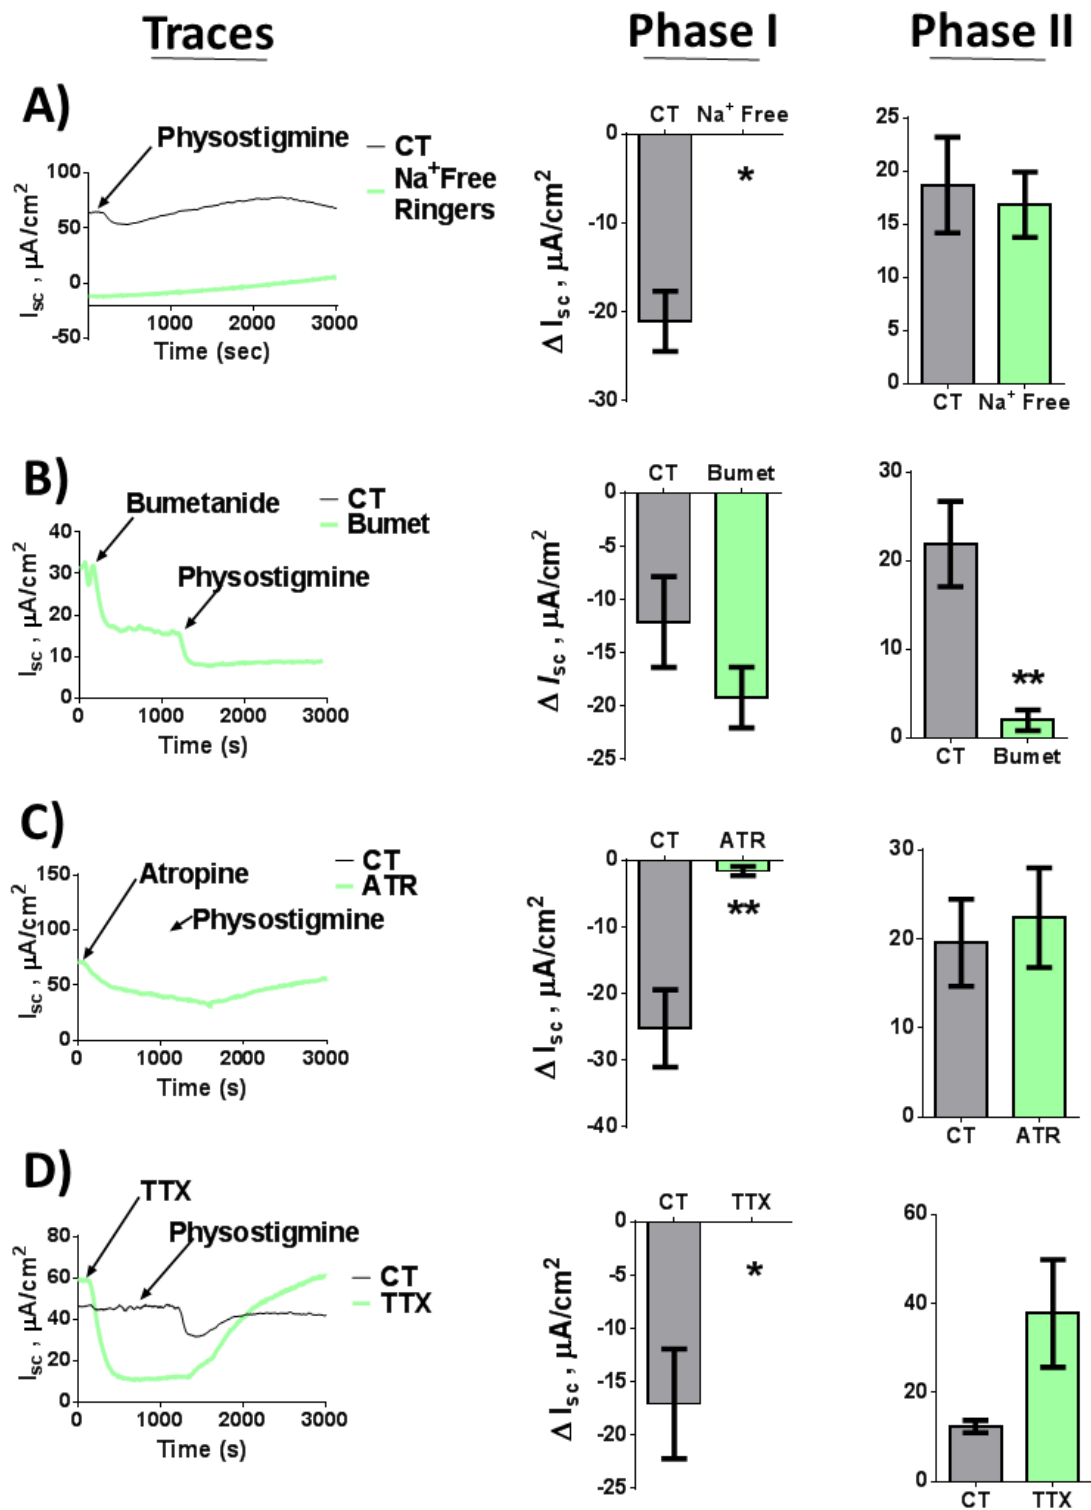 Traces
Phase I
Phase II
A)
Physostigmine
CT
Na⁺Free
Ringers
100
50
0
-50
1000
2000
3000
Isc , µA/cm²
Time (sec)
CT
Na⁺ Free
0
-10
-20
-30
Δ Isc , µA/cm²
*
25
20
15
10
5
0
CT
Na⁺ Free
B)
Bumetanide
CT
Bumet
Physostigmine
40
30
20
10
0
0
1000
2000
3000
Isc , µA/cm²
Time (s)
CT
Bumet
0
-5
-10
-15
-20
-25
Δ Isc , µA/cm²
30
20
10
0
**
CT
Bumet
C)
Atropine
CT
ATR
Physostigmine
150
100
50
0
0
1000
2000
3000
Isc , µA/cm²
Time (s)
CT
ATR
0
-10
-20
-30
-40
Δ Isc , µA/cm²
**
30
20
10
0
CT
ATR
D)
TTX
Physostigmine
CT
TTX
80
60
40
20
0
0
1000
2000
3000
Isc , µA/cm²
Time (s)
CT
TTX
0
-5
-10
-15
-20
-25
Δ Isc , µA/cm²
*
60
40
20
0
CT
TTX